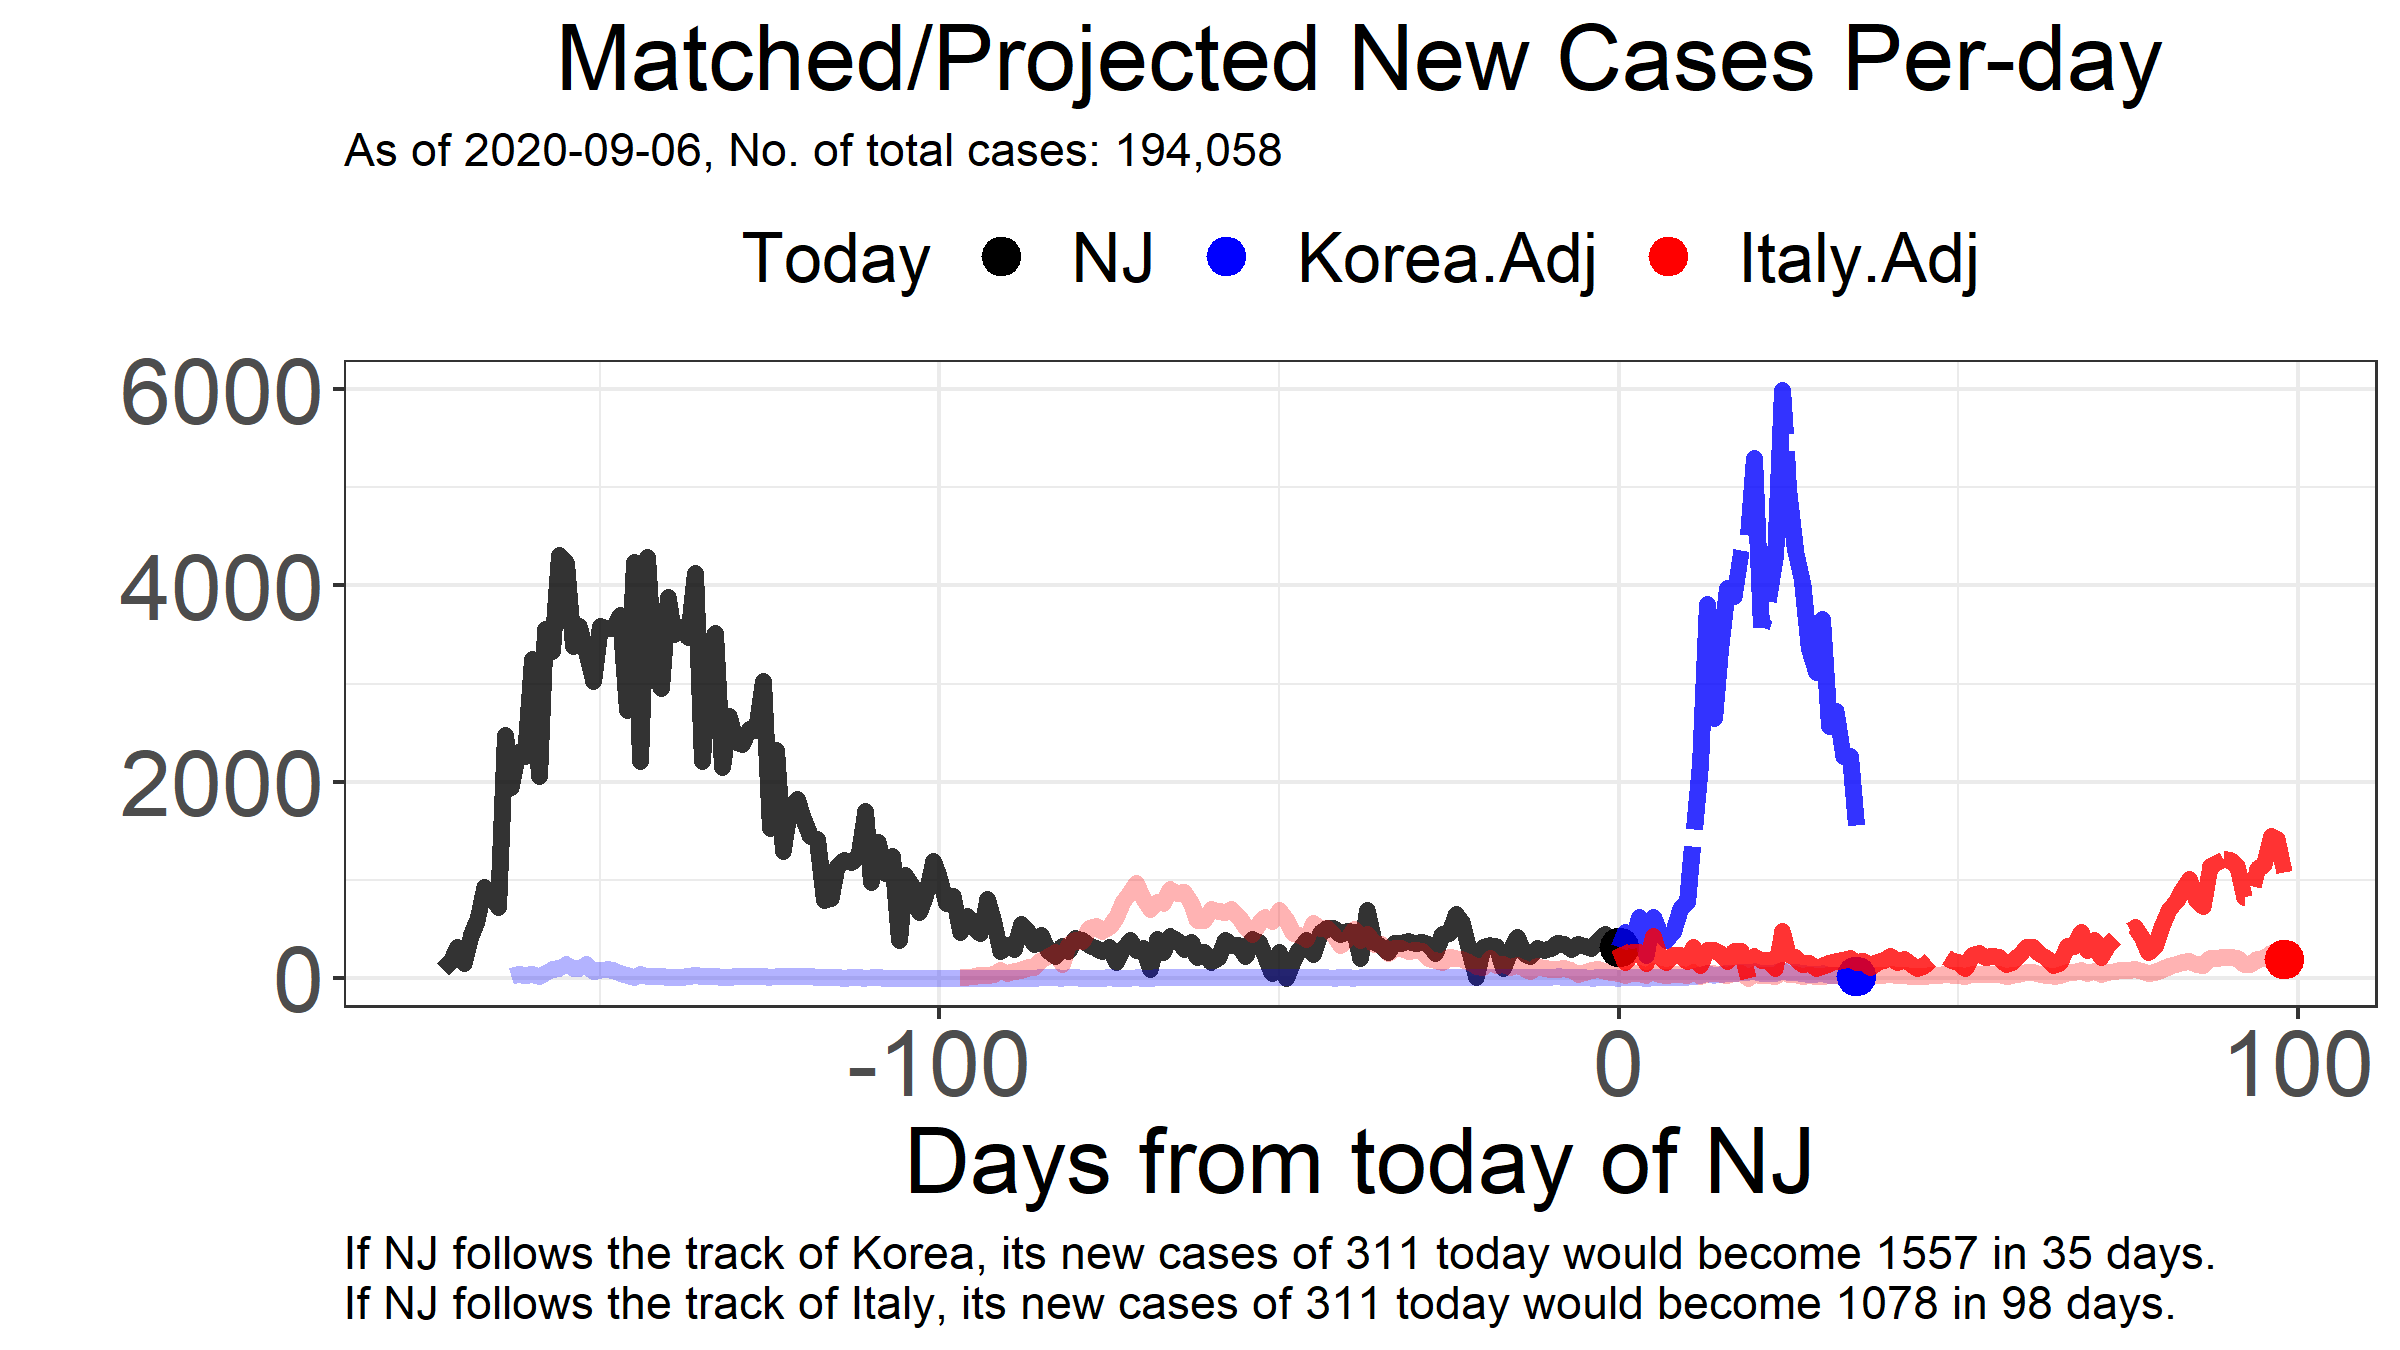 Matched/Projected New Cases Per-day
As of 2020-09-06, No. of total cases: 194,058
Today NJ Korea.Adj Italy.Adj
6000
4000
2000
0
-100 0 100
Days from today of NJ
If NJ follows the track of Korea, its new cases of 311 today would become 1557 in 35 days.
If NJ follows the track of Italy, its new cases of 311 today would become 1078 in 98 days.